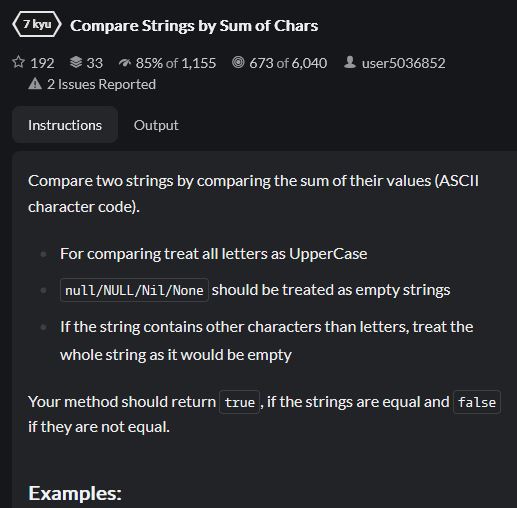 7 kyu Compare Strings by Sum of Chars
192 33 85% of 1,155 673 of 6,040 user5036852
2 Issues Reported
Instructions Output
Compare two strings by comparing the sum of their values (ASCII
character code).
For comparing treat all letters as UpperCase
null/NULL/Nil/None should be treated as empty strings
If the string contains other characters than letters, treat the
whole string as it would be empty
Your method should return true, if the strings are equal and false
if they are not equal.
Examples: